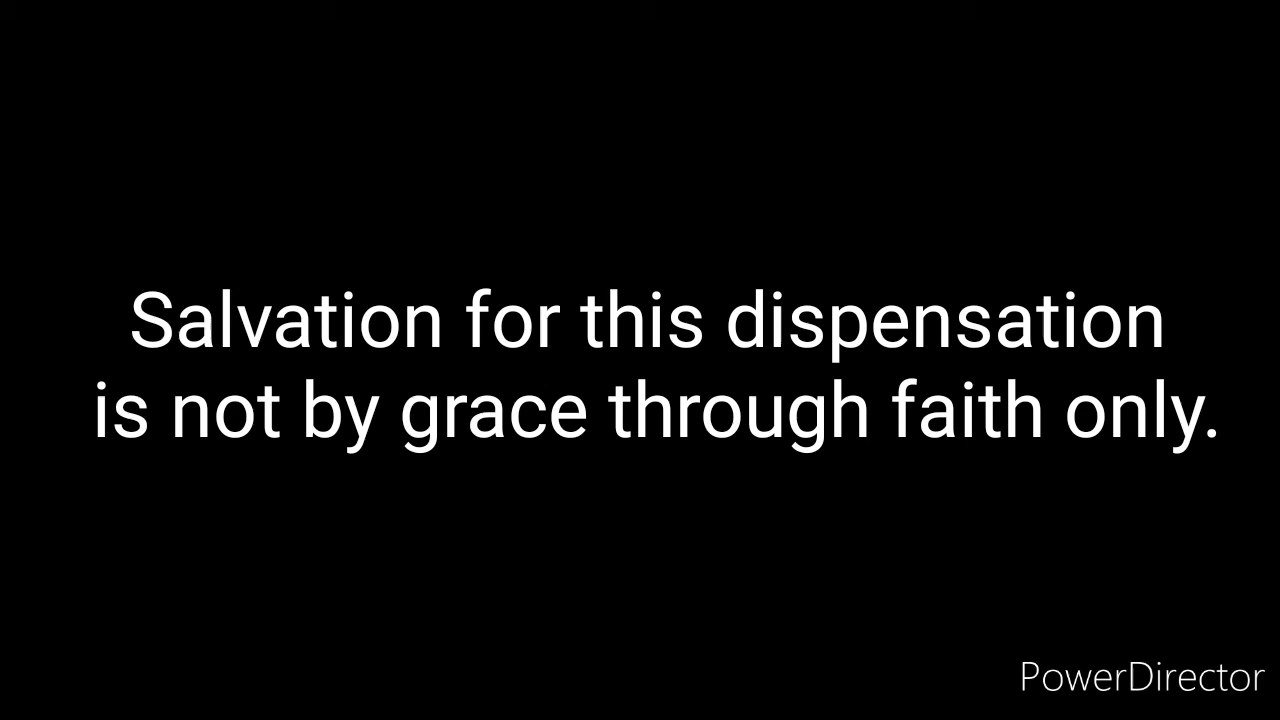 Salvation for this dispensation
is not by grace through faith only.
PowerDirector